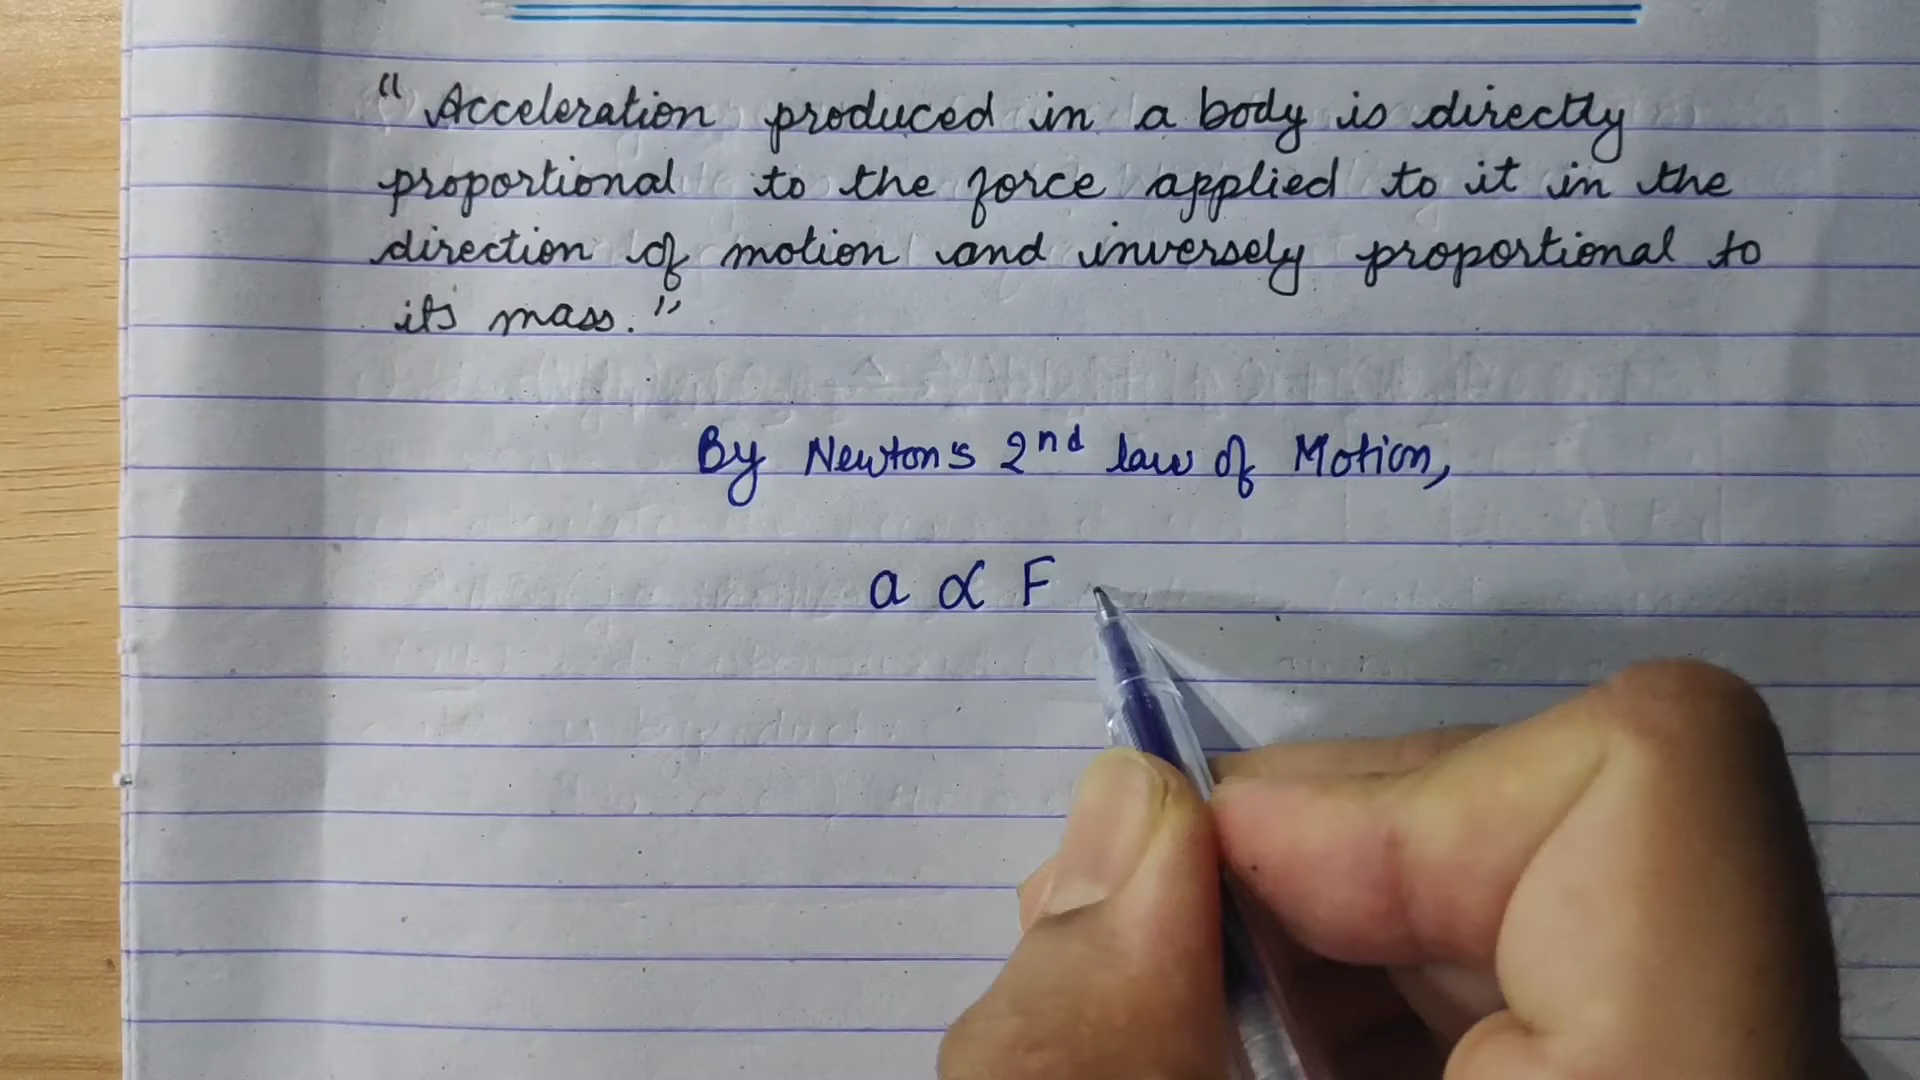 “Acceleration produced in a body is directly
proportional to the force applied to it in the
direction of motion and inversely proportional to
its mass.”
By Newton's 2nd law of Motion,
a ∝ F